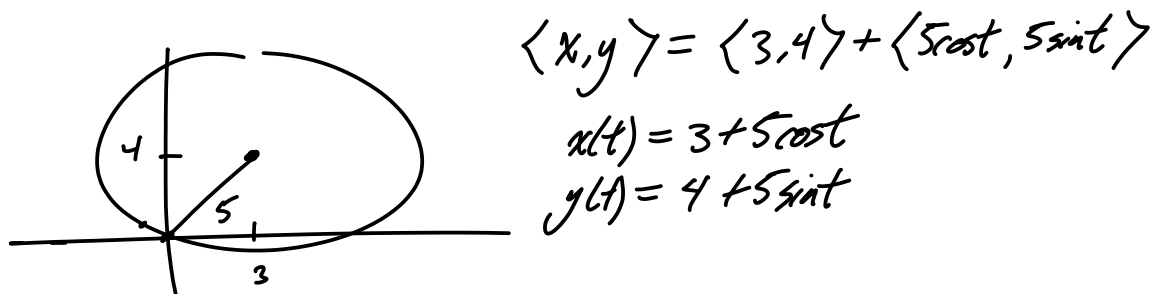 ⟨x,y⟩ = ⟨3,4⟩ + ⟨5cost, 5sint⟩
x(t) = 3 + 5cost
y(t) = 4 + 5sint
4
5
3